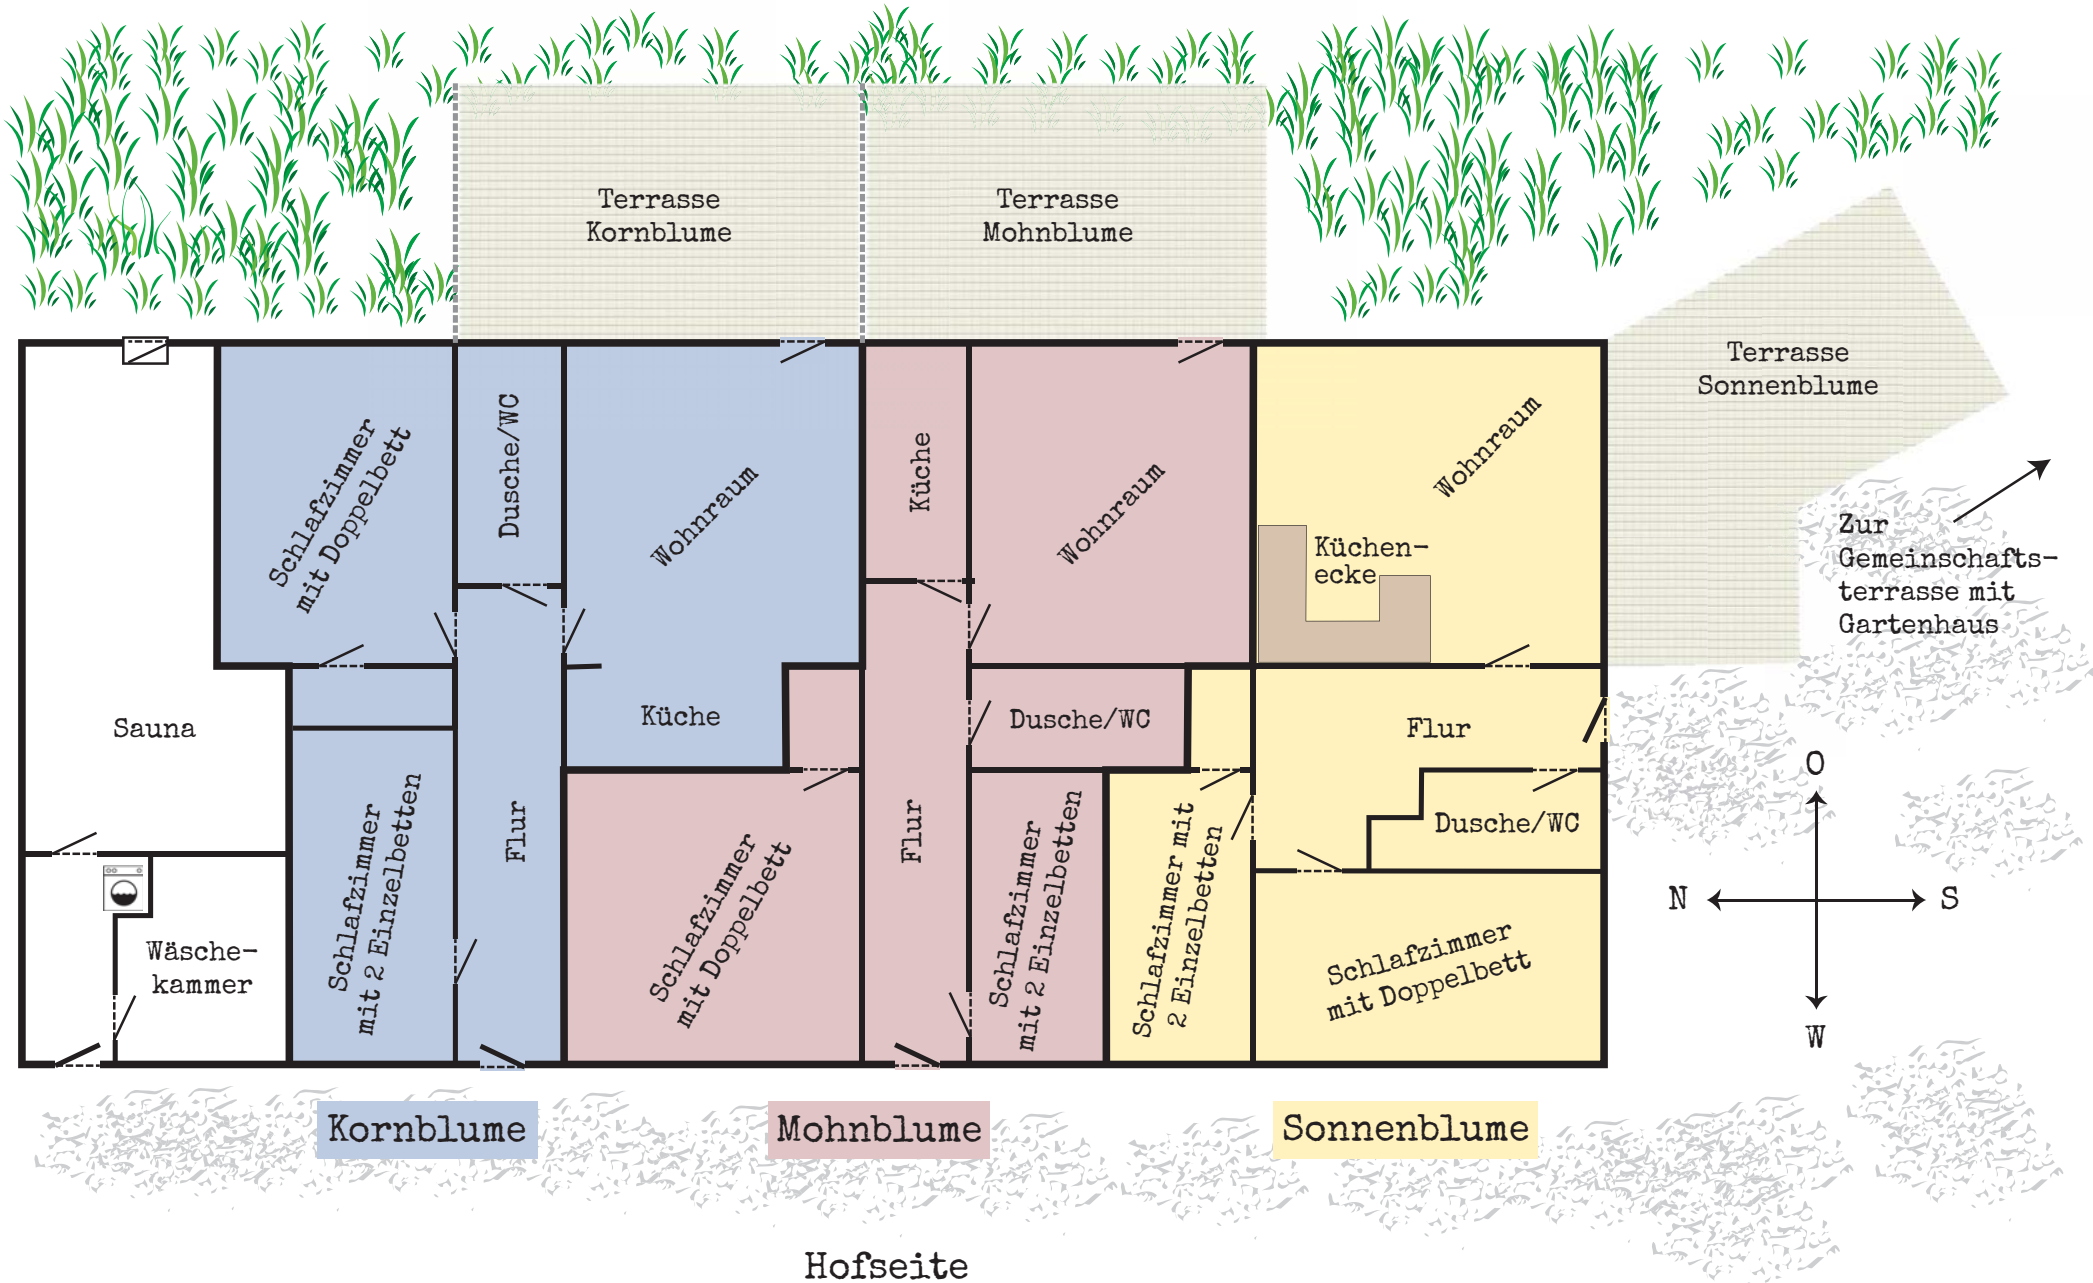 Terrasse
Kornblume
Terrasse
Mohnblume
Terrasse
Sonnenblume
Schlafzimmer
mit Doppelbett
Dusche/WC
Wohnraum
Küche
Wohnraum
Wohnraum
Küchen-
ecke
Zur
Gemeinschafts-
terrasse mit
Gartenhaus
Sauna
Küche
Dusche/WC
Flur
Schlafzimmer
mit 2 Einzelbetten
Flur
Schlafzimmer
mit Doppelbett
Flur
Schlafzimmer
mit 2 Einzelbetten
Schlafzimmer mit
2 Einzelbetten
Dusche/WC
Wäsche-
kammer
Schlafzimmer
mit Doppelbett
O
N
S
W
Kornblume
Mohnblume
Sonnenblume
Hofseite